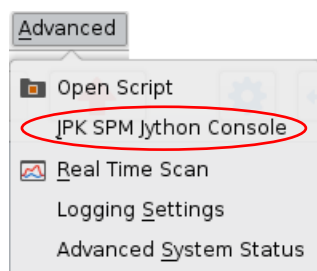 Advanced
Open Script
JPK SPM Jython Console
Real Time Scan
Logging Settings
Advanced System Status